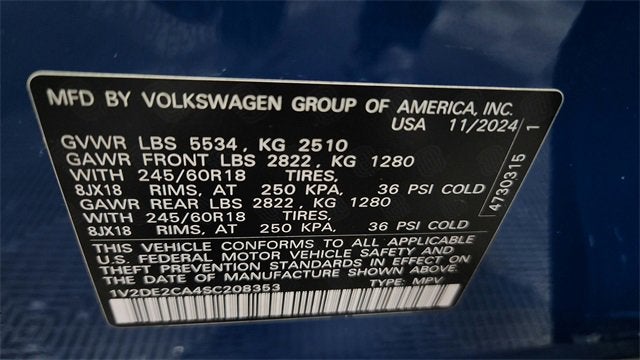 MFD BY VOLKSWAGEN GROUP OF AMERICA, INC.
USA 11/2024
GVWR LBS 5534, KG 2510
GAWR FRONT LBS 2822, KG 1280
WITH 245/60R18 TIRES,
8JX18 RIMS, AT 250 KPA, 36 PSI COLD
GAWR REAR LBS 2822, KG 1280
WITH 245/60R18 TIRES,
8JX18 RIMS, AT 250 KPA, 36 PSI COLD
THIS VEHICLE CONFORMS TO ALL APPLICABLE
U.S. FEDERAL MOTOR VEHICLE SAFETY AND
THEFT PREVENTION STANDARDS IN EFFECT ON
THE DATE OF MANUFACTURE SHOWN ABOVE.
1V2DE2CA4SC208353 TYPE: MPV
4730315 1